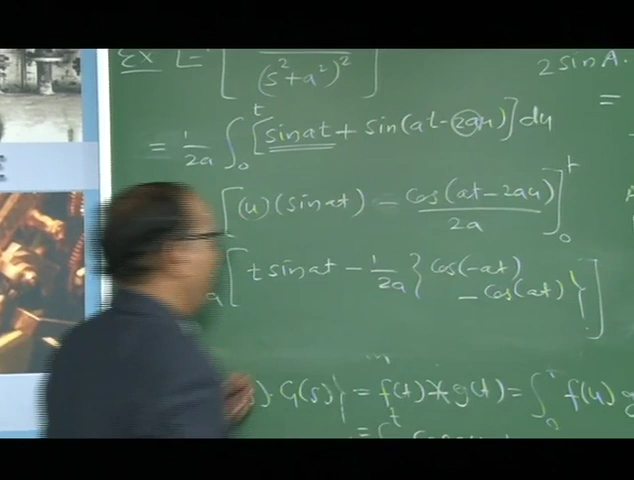 Ex L⁻¹[ / (s²+a²)² ]
2 sin A.
= 1/2a ∫₀ᵗ [sin at + sin(at-2au)] du
=
[(u)(sin at) - cos(at-2au)/2a]₀ᵗ
a [t sin at - 1/2a {cos(-at)
- cos(at)}]
). G(s)} = f(t) * g(t) = ∫₀ᵗ f(u) g
= ∫ᵗ
E